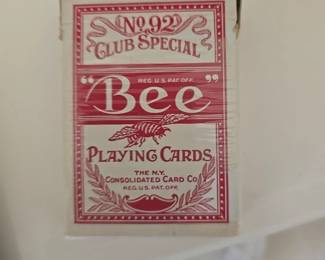 No. 92
CLUB SPECIAL
REG. U.S. PAT. OFF.
"Bee"
PLAYING CARDS
THE N.Y.
CONSOLIDATED CARD CO.
REG. U.S. PAT. OFF.